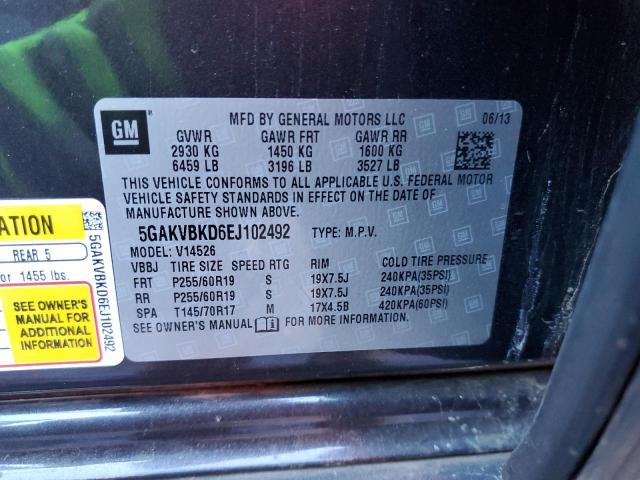 GM
MFD BY GENERAL MOTORS LLC 06/13
GVWR GAWR FRT GAWR RR
2930 KG 1450 KG 1600 KG
6459 LB 3196 LB 3527 LB
THIS VEHICLE CONFORMS TO ALL APPLICABLE U.S. FEDERAL MOTOR
VEHICLE SAFETY STANDARDS IN EFFECT ON THE DATE OF
MANUFACTURE SHOWN ABOVE.
5GAKVBKD6EJ102492 TYPE: M.P.V.
MODEL: V14526
VBBJ TIRE SIZE SPEED RTG RIM COLD TIRE PRESSURE
FRT P255/60R19 S 19X7.5J 240KPA(35PSI)
RR P255/60R19 S 19X7.5J 240KPA(35PSI)
SPA T145/70R17 M 17X4.5B 420KPA(60PSI)
SEE OWNER'S MANUAL FOR MORE INFORMATION.
ATION
REAR 5
or 1455 lbs.
SEE OWNER'S
MANUAL FOR
ADDITIONAL
INFORMATION
5GAKVBKD6EJ102492